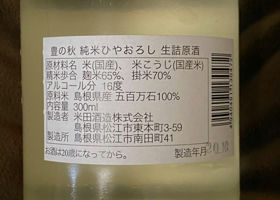 豊の秋 純米ひやおろし 生詰原酒
原材料名 米(国産)、米こうじ(国産米)
精米歩合 麹米65%、掛米70%
アルコール分 16度
原料米 島根県産 五百万石100%
300ml
製造者 米田酒造株式会社
島根県松江市東本町3-59
製造所 島根県松江市南田町41
お酒は20歳になってから。
製造年月